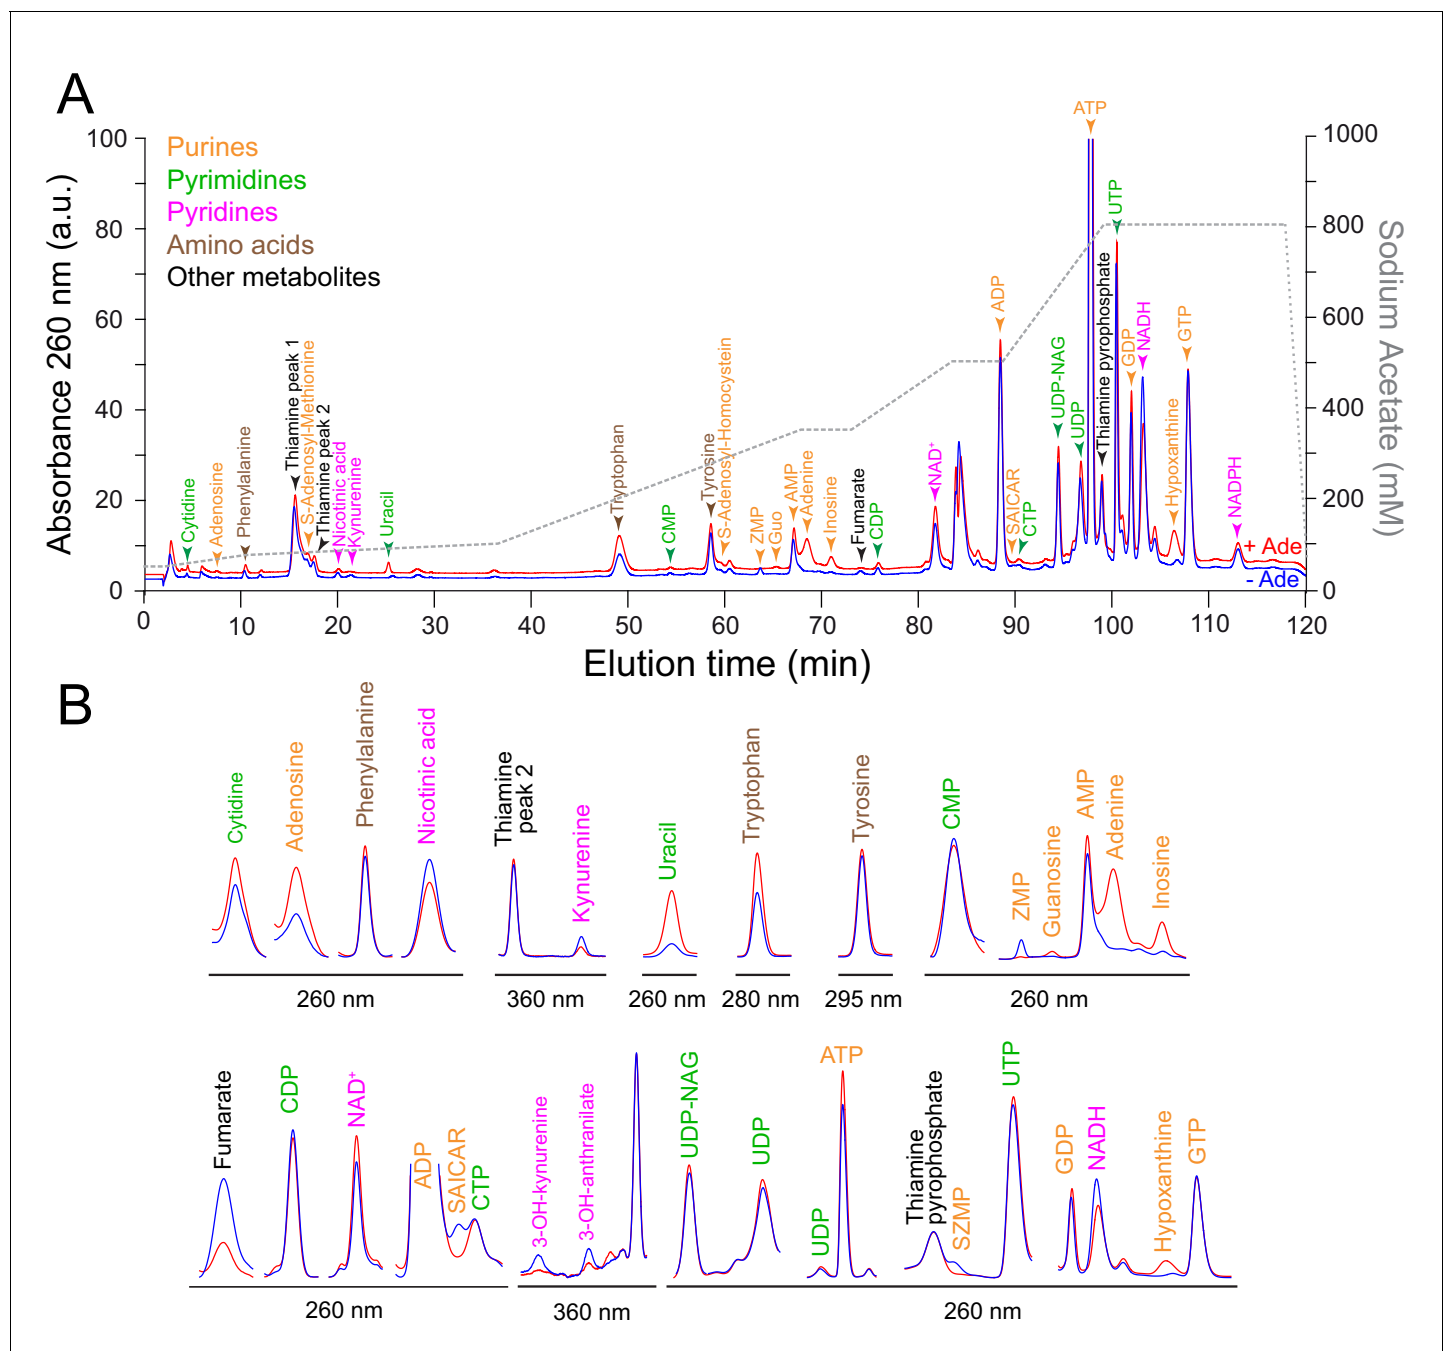 A
Absorbance 260 nm (a.u.)
100
80
60
40
20
0
Purines
Pyrimidines
Pyridines
Amino acids
Other metabolites
Cytidine
Adenosine
Phenylalanine
Thiamine peak 1
S-Adenosyl-Methionine
Thiamine peak 2
Nicotinic acid
Kynurenine
Uracil
Tryptophan
CMP
Tyrosine
S-Adenosyl-Homocystein
ZMP
Guo
AMP
Adenine
Inosine
Fumarate
CDP
NAD+
ADP
SAICAR
CTP
UDP-NAG
UDP
ATP
Thiamine pyrophosphate
UTP
GDP
NADH
Hypoxanthine
GTP
NADPH
+ Ade
- Ade
1000
800
600
400
200
0
Sodium Acetate (mM)
0 10 20 30 40 50 60 70 80 90 100 110 120
Elution time (min)
B
Cytidine
Adenosine
Phenylalanine
Nicotinic acid
Thiamine
peak 2
Kynurenine
Uracil
Tryptophan
Tyrosine
CMP
ZMP
Guanosine
AMP
Adenine
Inosine
260 nm 360 nm 260 nm 280 nm 295 nm 260 nm
Fumarate
CDP
NAD+
ADP
SAICAR
CTP
3-OH-kynurenine
3-OH-anthranilate
UDP-NAG
UDP
UDP
ATP
Thiamine
pyrophosphate
SZMP
UTP
GDP
NADH
Hypoxanthine
GTP
260 nm 360 nm 260 nm